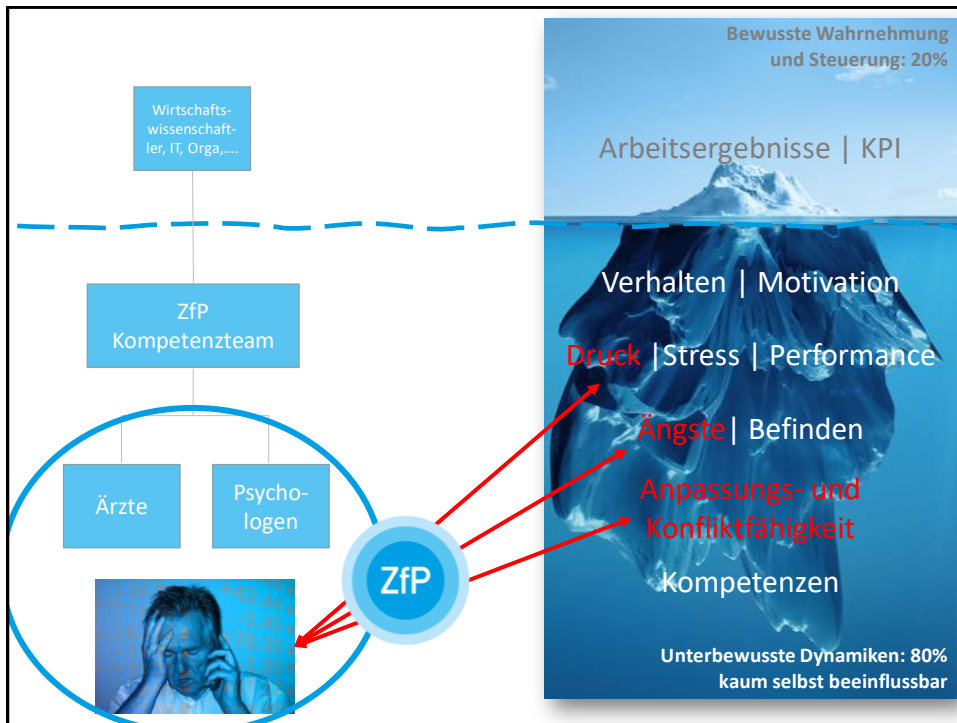 Wirtschafts-
wissenschaft-
ler, IT, Orga,....
ZfP
Kompetenzteam
Ärzte
Psycho-
logen
ZfP
Bewusste Wahrnehmung
und Steuerung: 20%
Arbeitsergebnisse | KPI
Verhalten | Motivation
Druck |Stress | Performance
Ängste| Befinden
Anpassungs- und
Konfliktfähigkeit
Kompetenzen
Unterbewusste Dynamiken: 80%
kaum selbst beeinflussbar